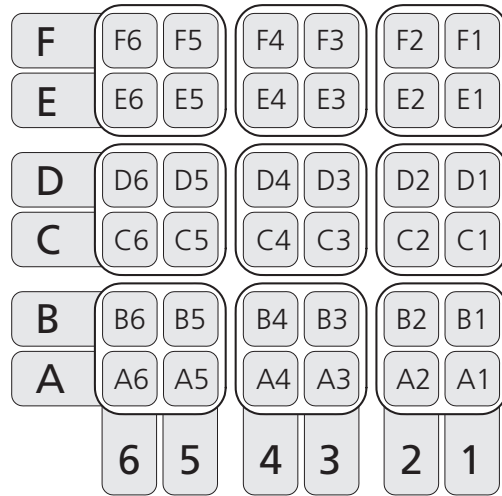 F F6 F5 F4 F3 F2 F1
E E6 E5 E4 E3 E2 E1
D D6 D5 D4 D3 D2 D1
C C6 C5 C4 C3 C2 C1
B B6 B5 B4 B3 B2 B1
A A6 A5 A4 A3 A2 A1
6 5 4 3 2 1